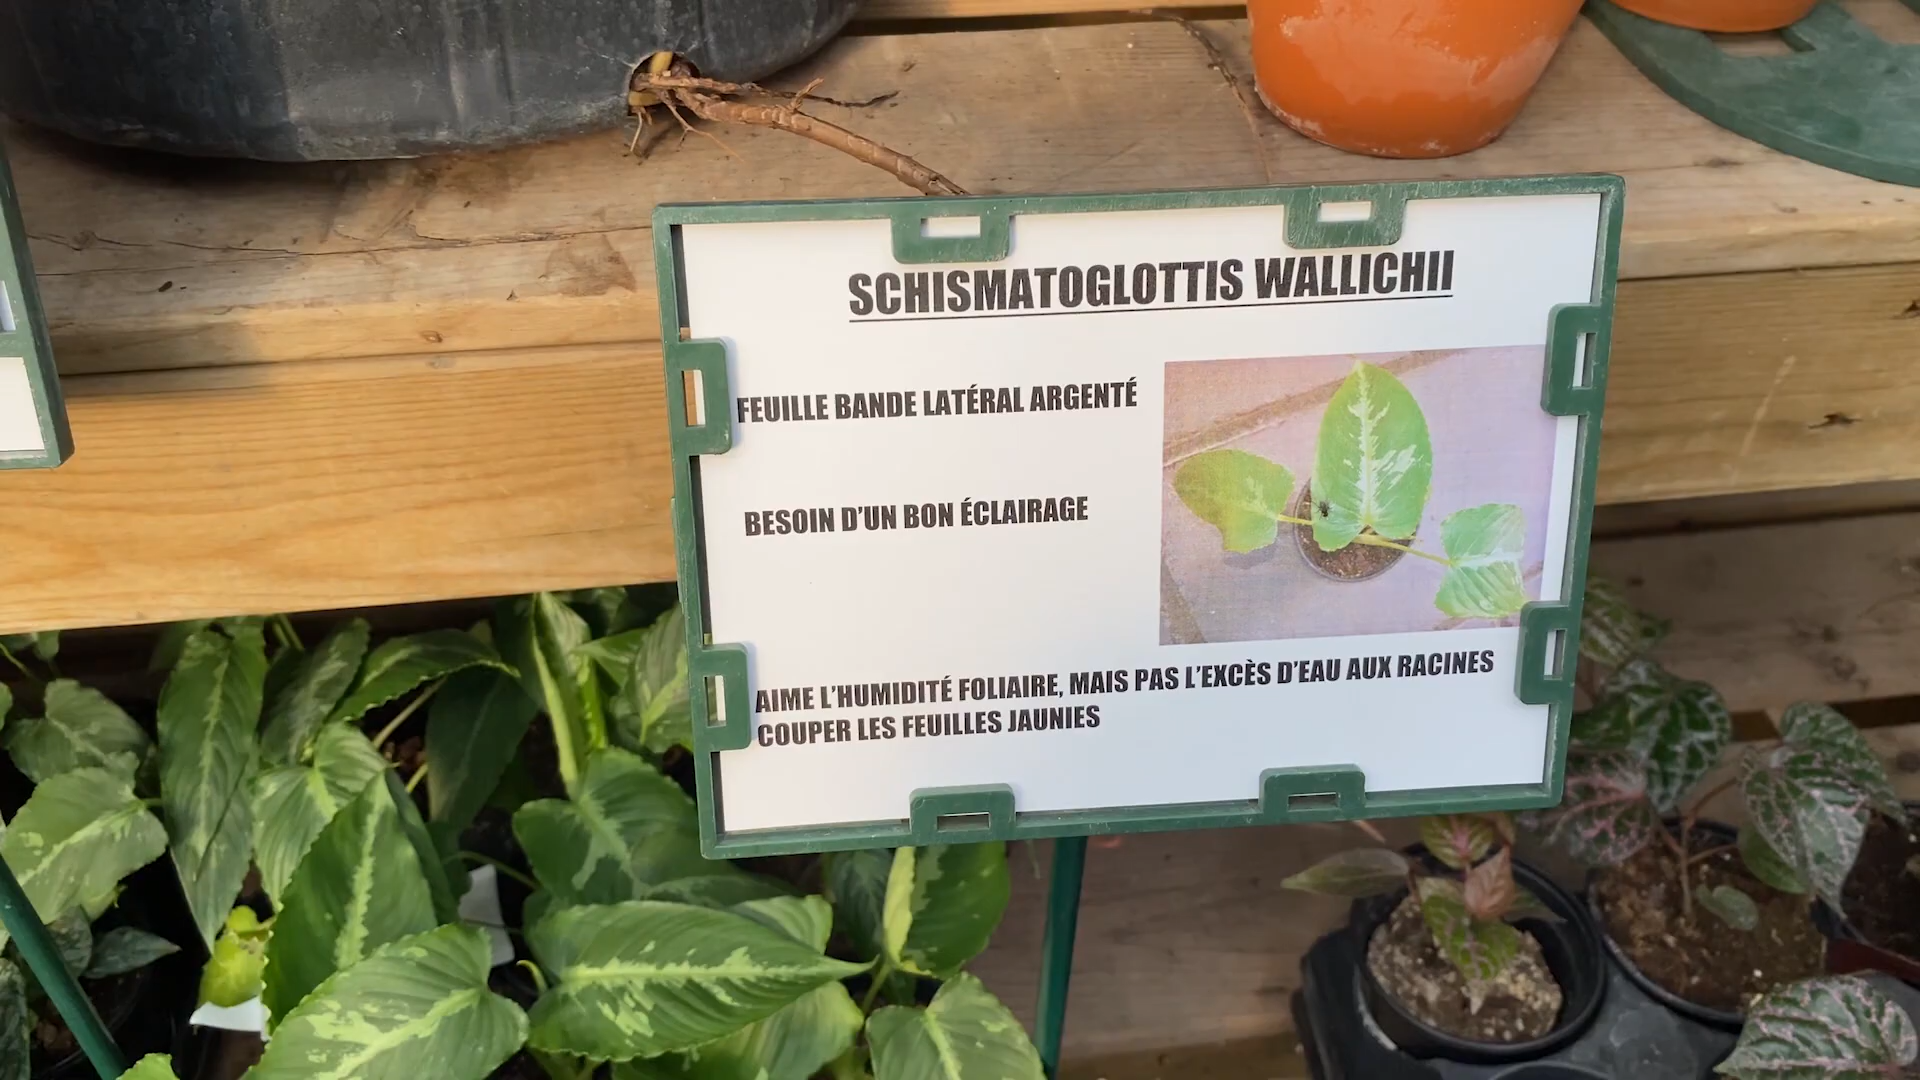 SCHISMATOGLOTTIS WALLICHII
FEUILLE BANDE LATÉRAL ARGENTÉ
BESOIN D'UN BON ÉCLAIRAGE
AIME L'HUMIDITÉ FOLIAIRE, MAIS PAS L'EXCÈS D'EAU AUX RACINES
COUPER LES FEUILLES JAUNIES